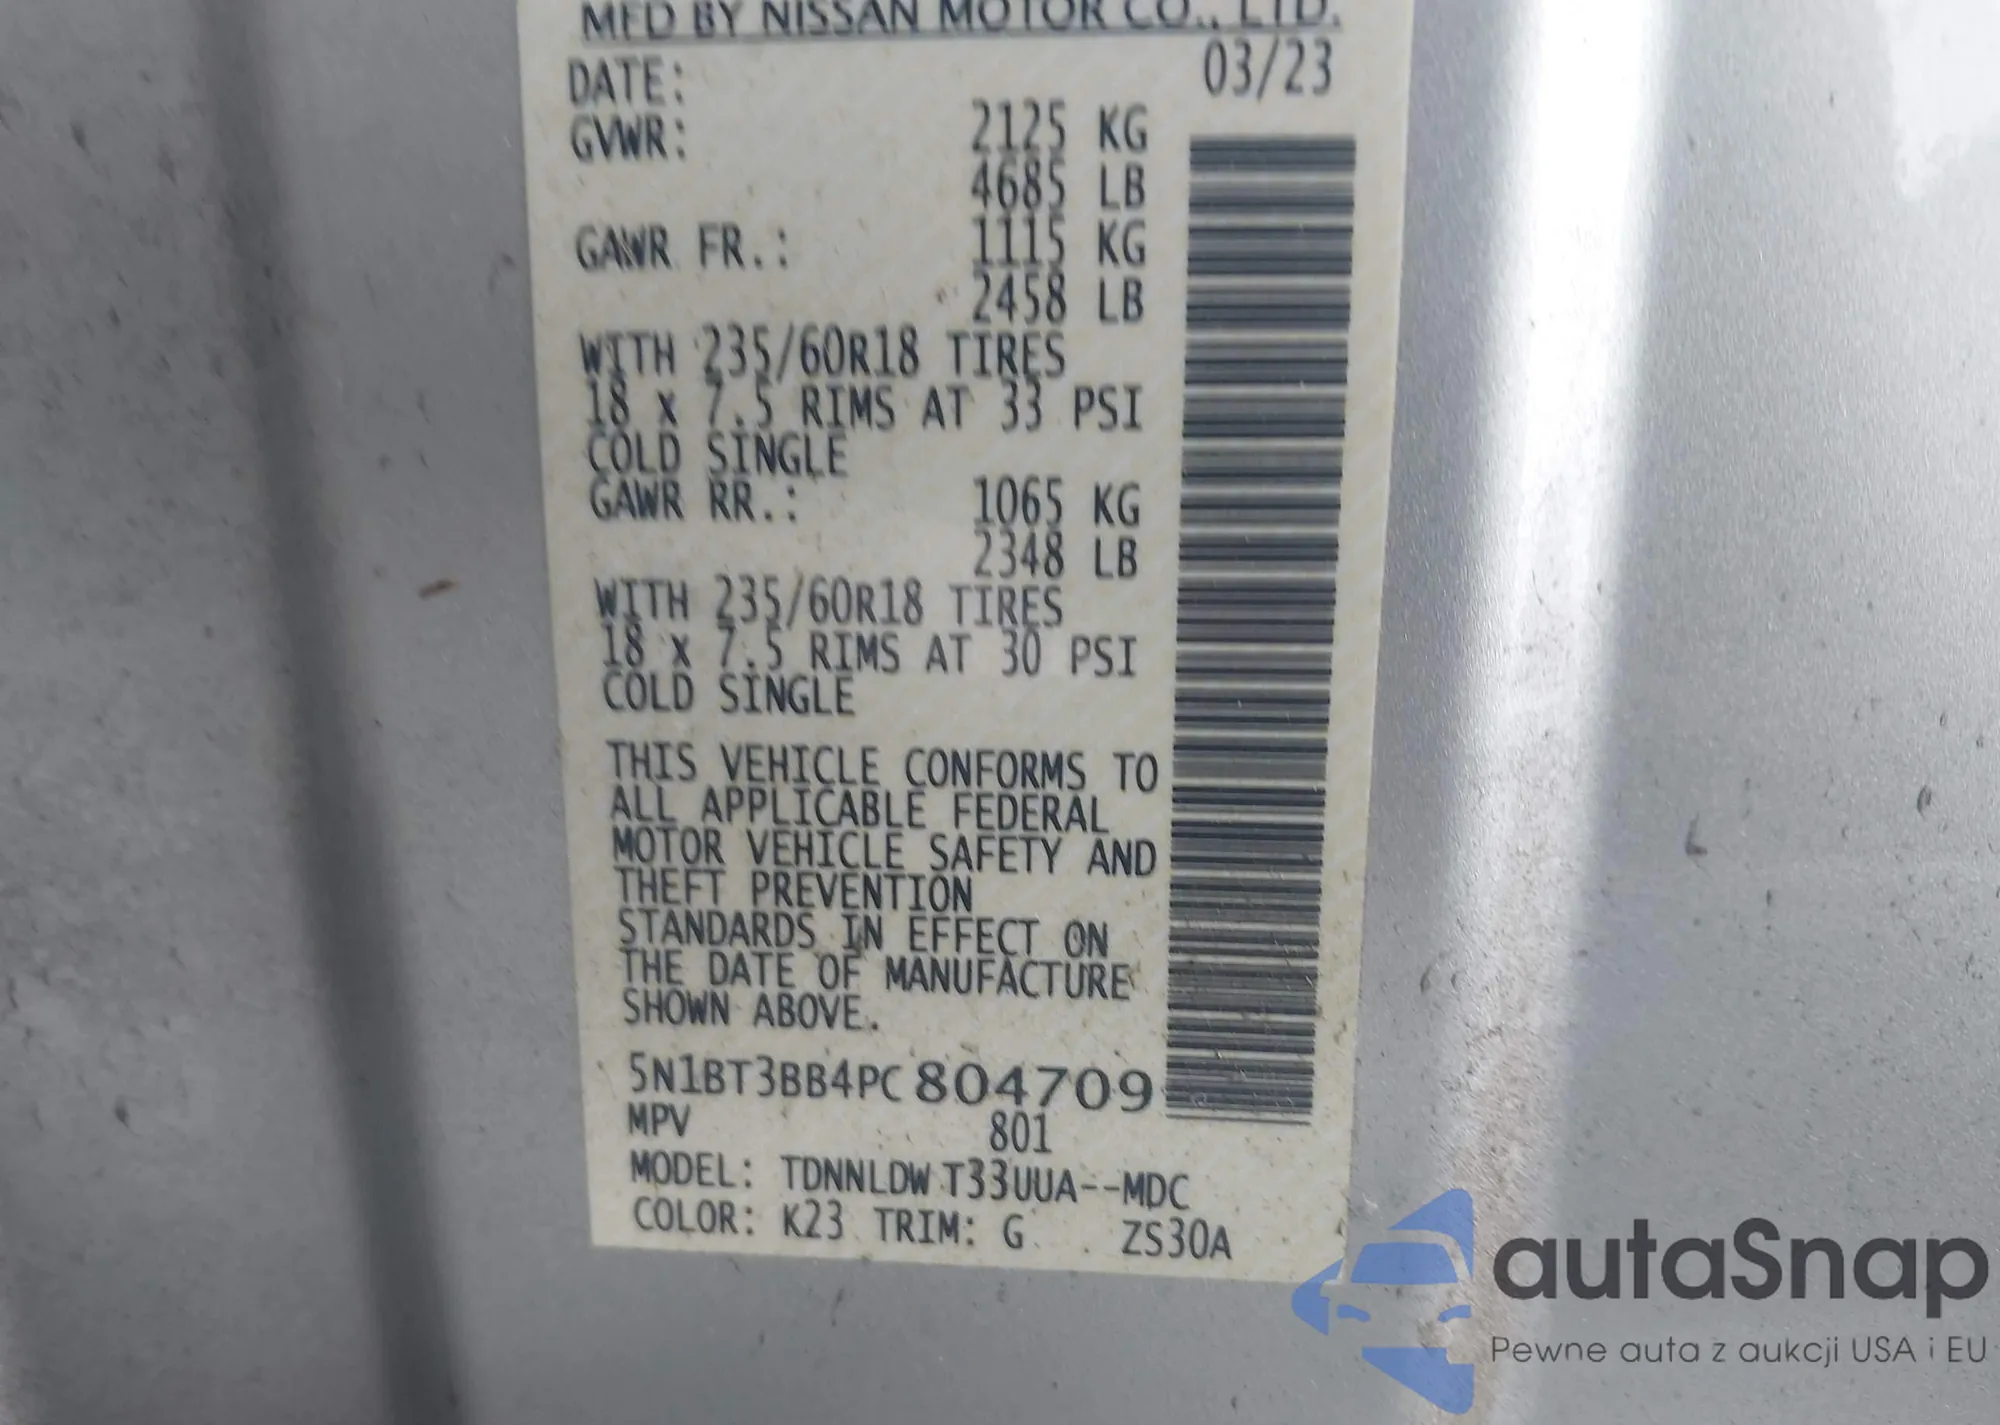 MFD BY NISSAN MOTOR CO., LTD.
DATE: 03/23
GVWR: 2125 KG
4685 LB
GAWR FR.: 1115 KG
2458 LB
WITH 235/60R18 TIRES
18 x 7.5 RIMS AT 33 PSI
COLD SINGLE
GAWR RR.: 1065 KG
2348 LB
WITH 235/60R18 TIRES
18 x 7.5 RIMS AT 30 PSI
COLD SINGLE
THIS VEHICLE CONFORMS TO
ALL APPLICABLE FEDERAL
MOTOR VEHICLE SAFETY AND
THEFT PREVENTION
STANDARDS IN EFFECT ON
THE DATE OF MANUFACTURE
SHOWN ABOVE.
5N1BT3BB4PC804709
MPV 801
MODEL: TDNNLDW T33UUA--MDC
COLOR: K23 TRIM: G ZS30A
autaSnap
Pewne auta z aukcji USA i EU